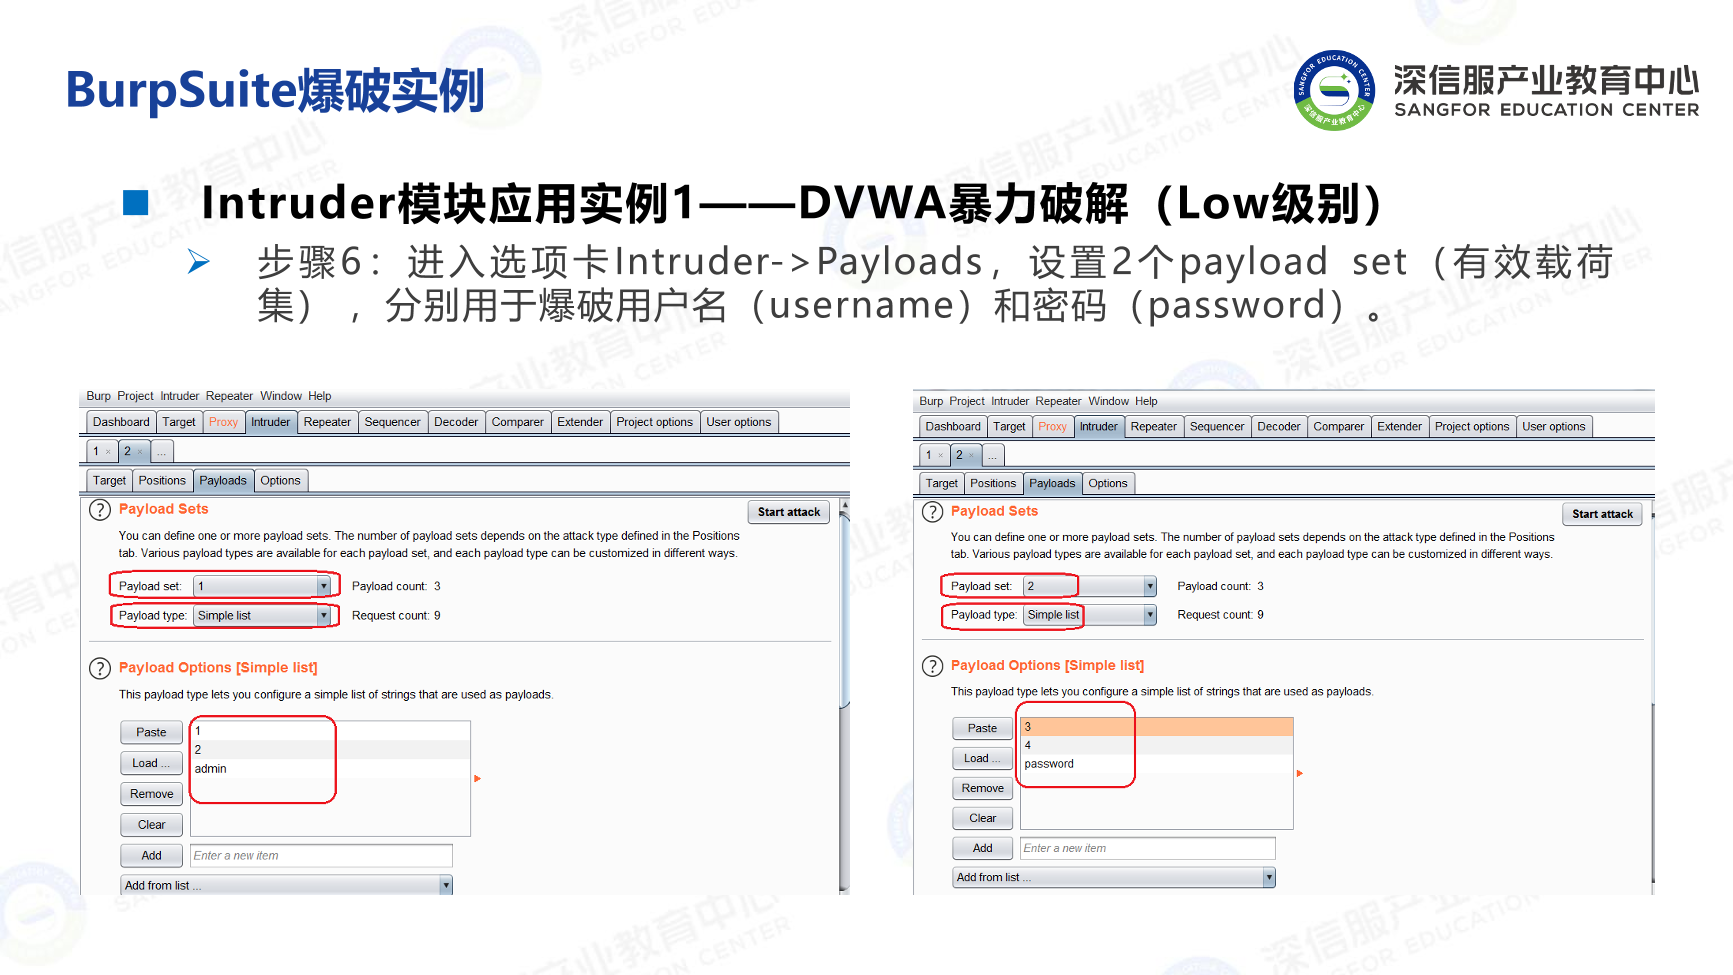 BurpSuite爆破实例
深信服产业教育中心
SANGFOR EDUCATION CENTER
Intruder模块应用实例1——DVWA暴力破解（Low级别）
步骤6：进入选项卡Intruder->Payloads，设置2个payload set（有效载荷
集），分别用于爆破用户名（username）和密码（password）。
Burp Project Intruder Repeater Window Help
Dashboard Target Proxy Intruder Repeater Sequencer Decoder Comparer Extender Project options User options
1 × 2 × ...
Target Positions Payloads Options
? Payload Sets
Start attack
You can define one or more payload sets. The number of payload sets depends on the attack type defined in the Positions
tab. Various payload types are available for each payload set, and each payload type can be customized in different ways.
Payload set: 1 Payload count: 3
Payload type: Simple list Request count: 9
? Payload Options [Simple list]
This payload type lets you configure a simple list of strings that are used as payloads.
Paste
Load ...
Remove
Clear
1
2
admin
Add Enter a new item
Add from list ...
Burp Project Intruder Repeater Window Help
Dashboard Target Proxy Intruder Repeater Sequencer Decoder Comparer Extender Project options User options
1 × 2 × ...
Target Positions Payloads Options
? Payload Sets
Start attack
You can define one or more payload sets. The number of payload sets depends on the attack type defined in the Positions
tab. Various payload types are available for each payload set, and each payload type can be customized in different ways.
Payload set: 2 Payload count: 3
Payload type: Simple list Request count: 9
? Payload Options [Simple list]
This payload type lets you configure a simple list of strings that are used as payloads.
Paste
Load ...
Remove
Clear
3
4
password
Add Enter a new item
Add from list ...